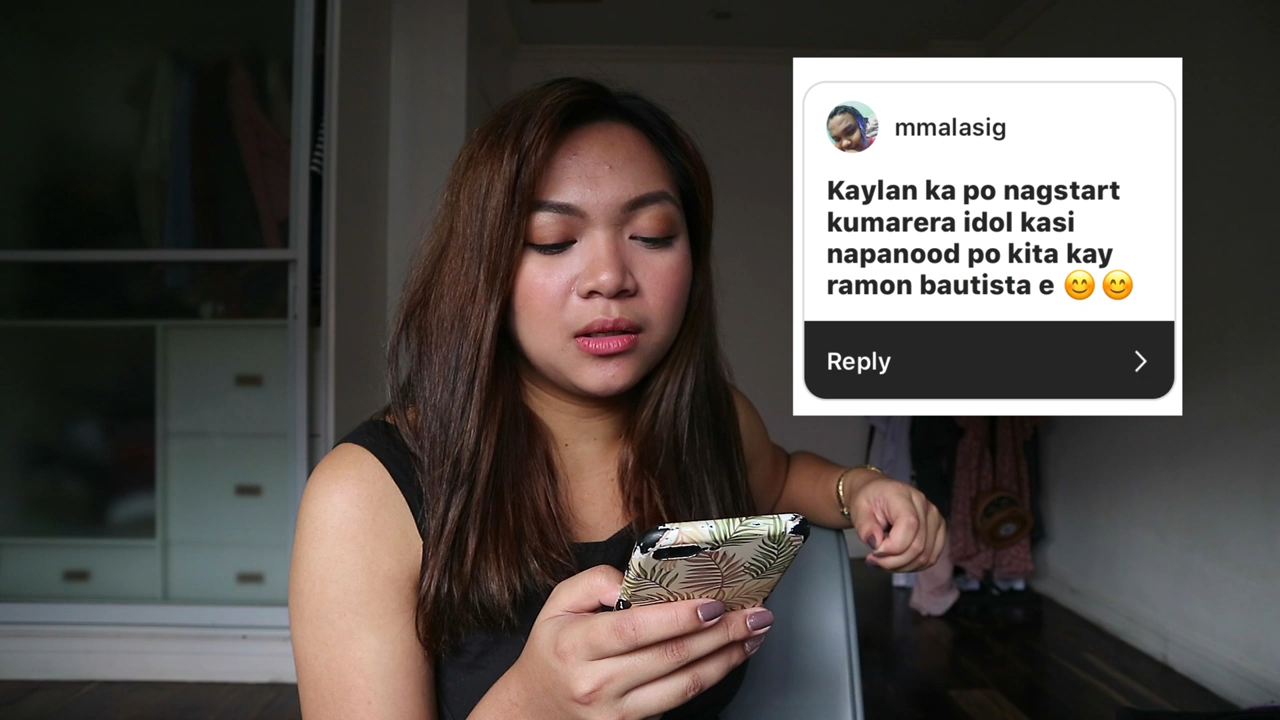 mmalasig
Kaylan ka po nagstart
kumarera idol kasi
napanood po kita kay
ramon bautista e 😊 😊
Reply